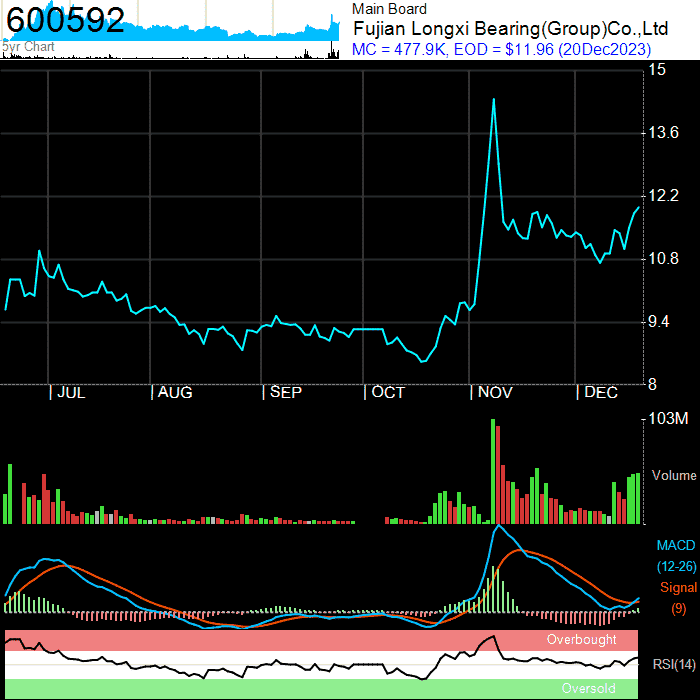 600592
5yr Chart
Main Board
Fujian Longxi Bearing(Group)Co.,Ltd
MC = 477.9K, EOD = $11.96 (20Dec2023)
15
13.6
12.2
10.8
9.4
8
JUL AUG SEP OCT NOV DEC
103M
Volume
MACD
(12-26)
Signal
(9)
Overbought
RSI(14)
Oversold